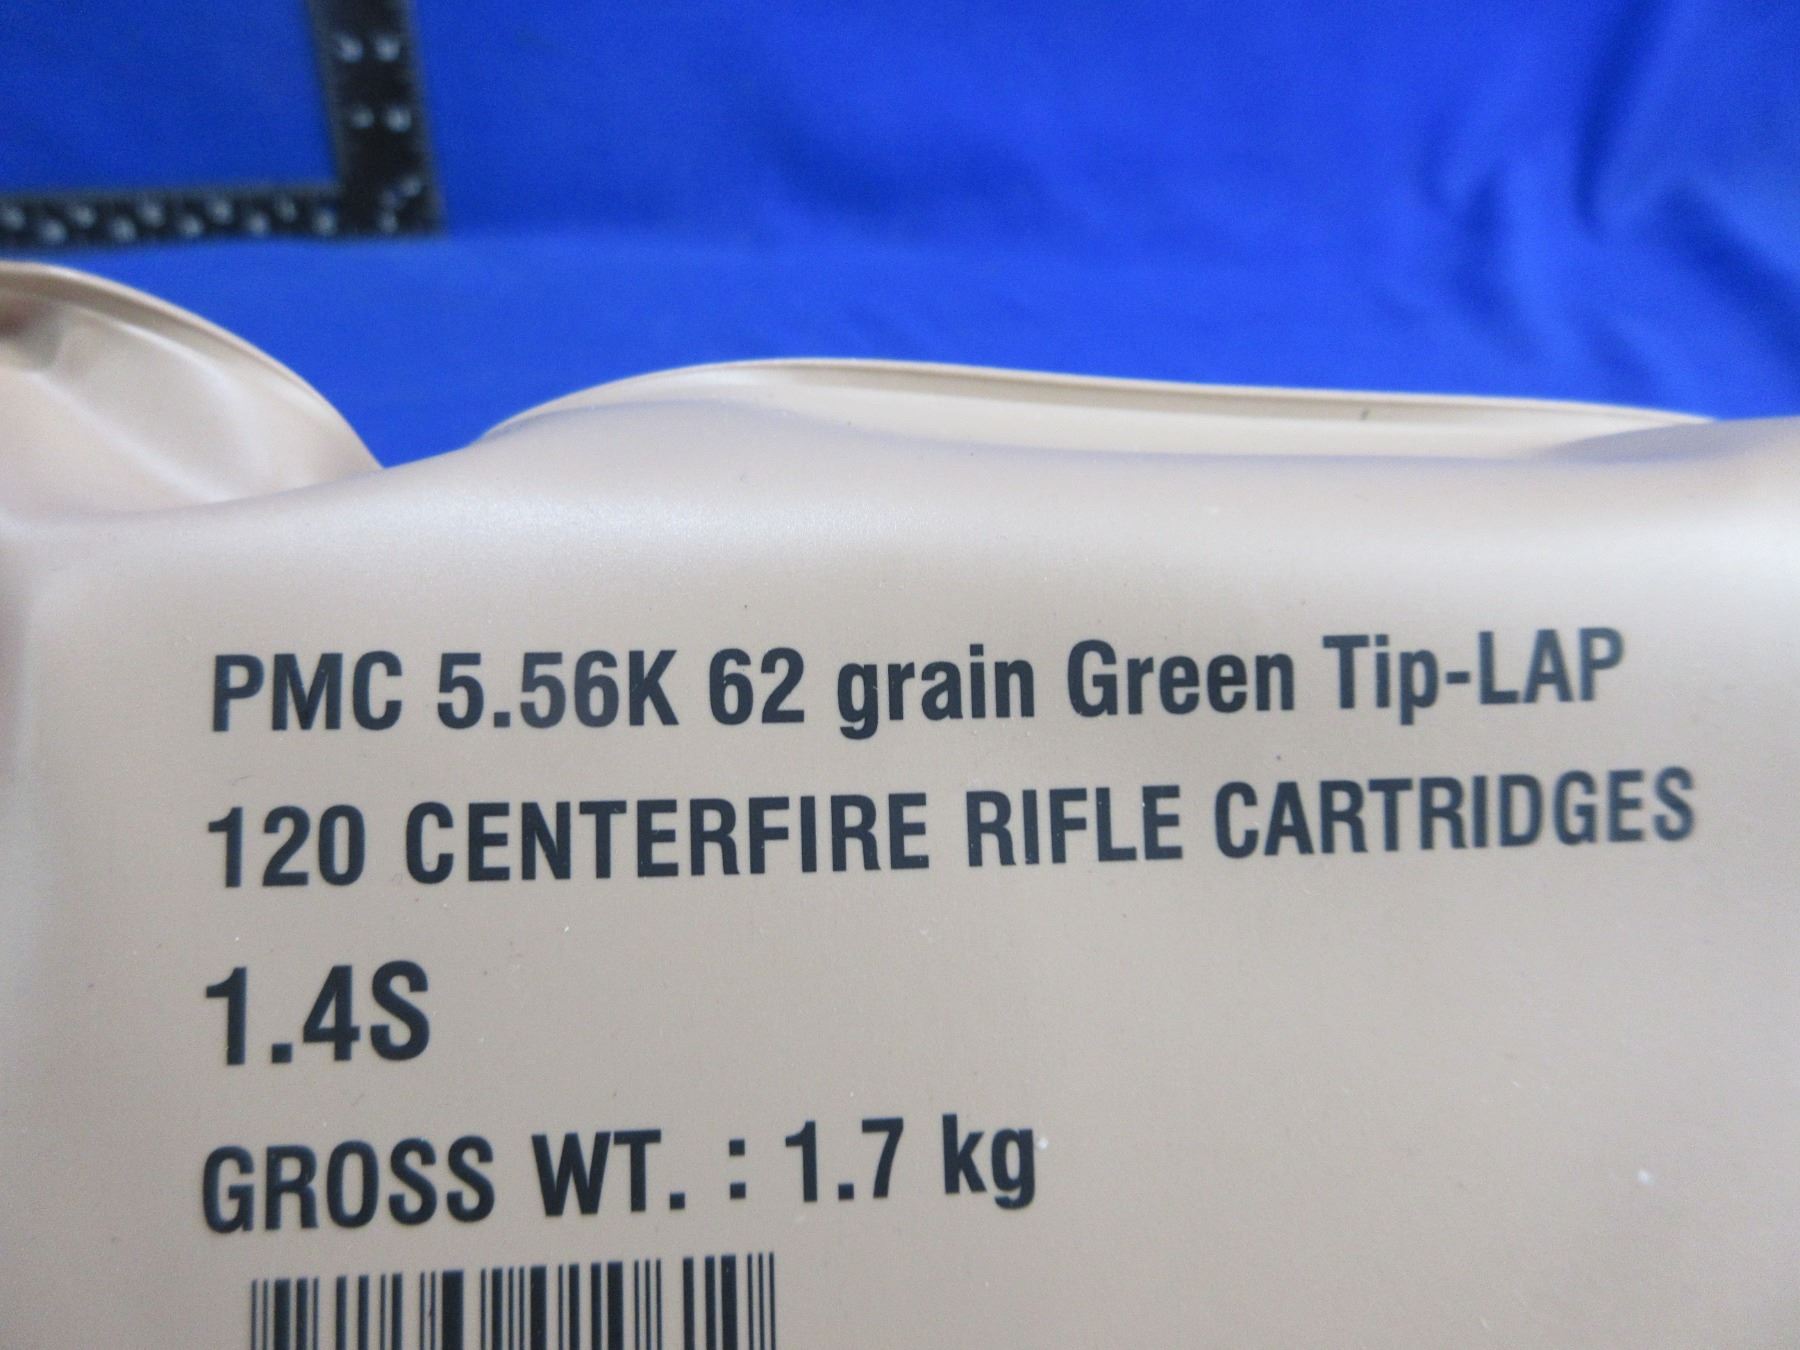 PMC 5.56K 62 grain Green Tip-LAP
120 CENTERFIRE RIFLE CARTRIDGES
1.4S
GROSS WT. : 1.7 kg